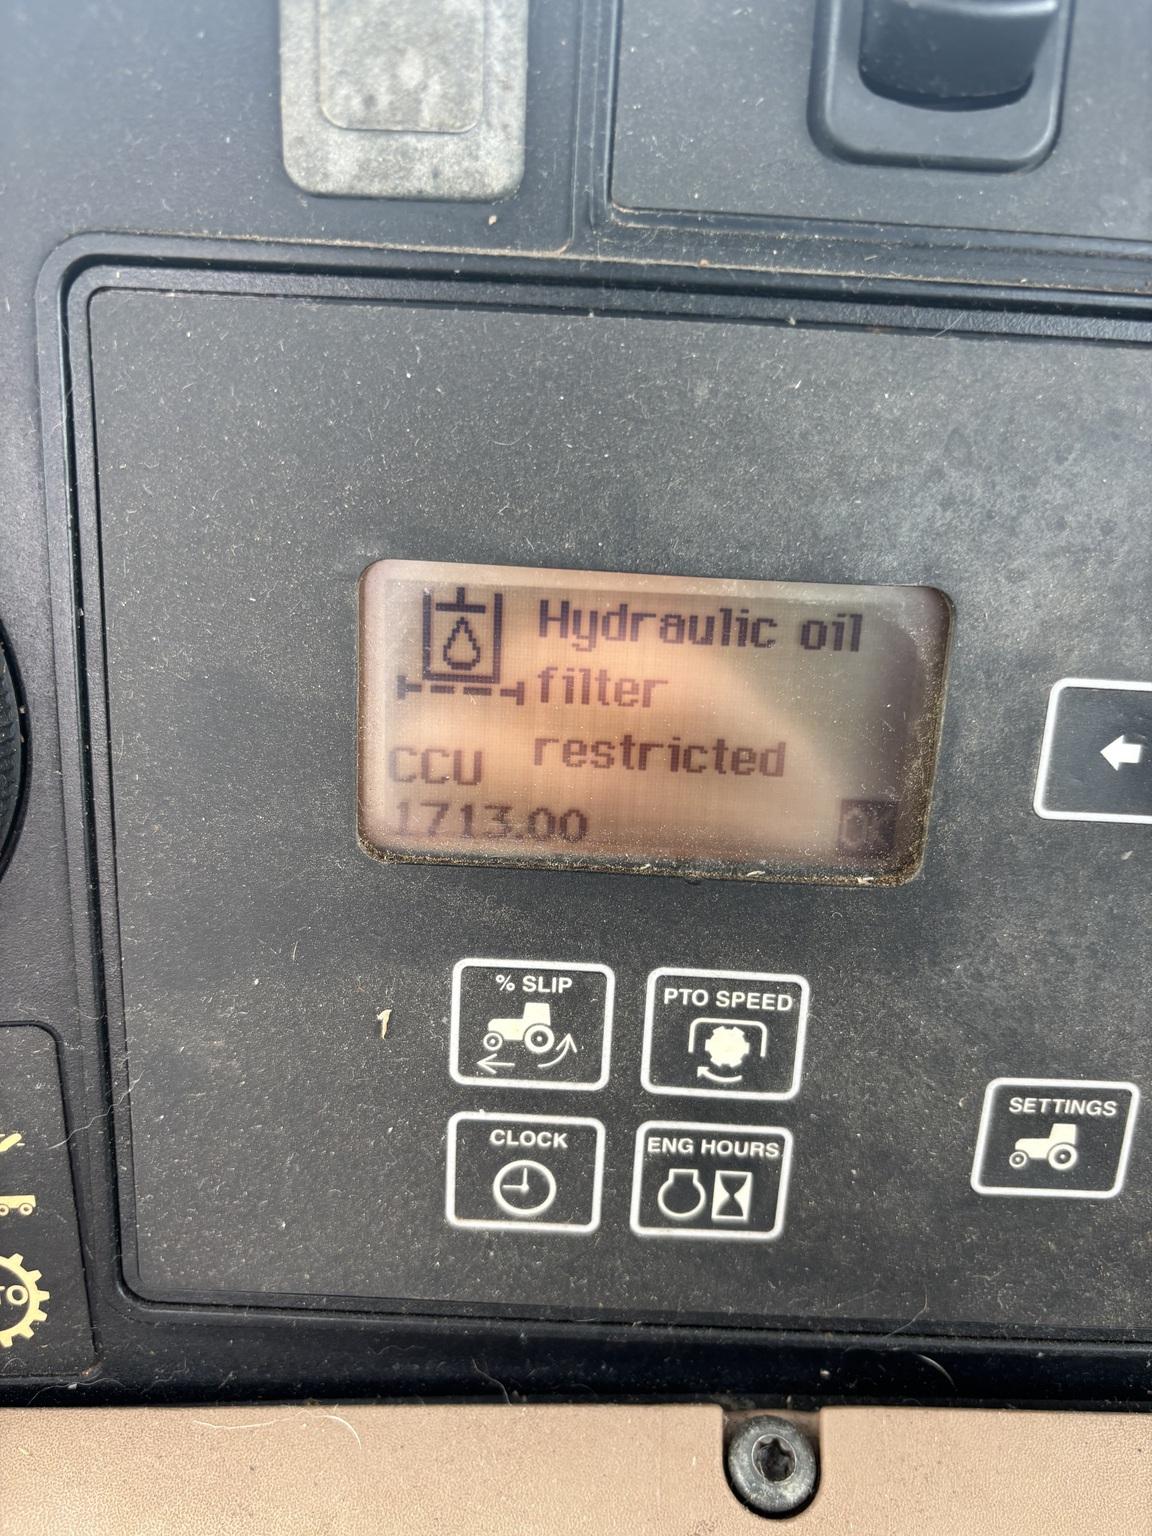 Hydraulic oil
filter
restricted
CCU
1713.00
OK
% SLIP
PTO SPEED
CLOCK
ENG HOURS
SETTINGS